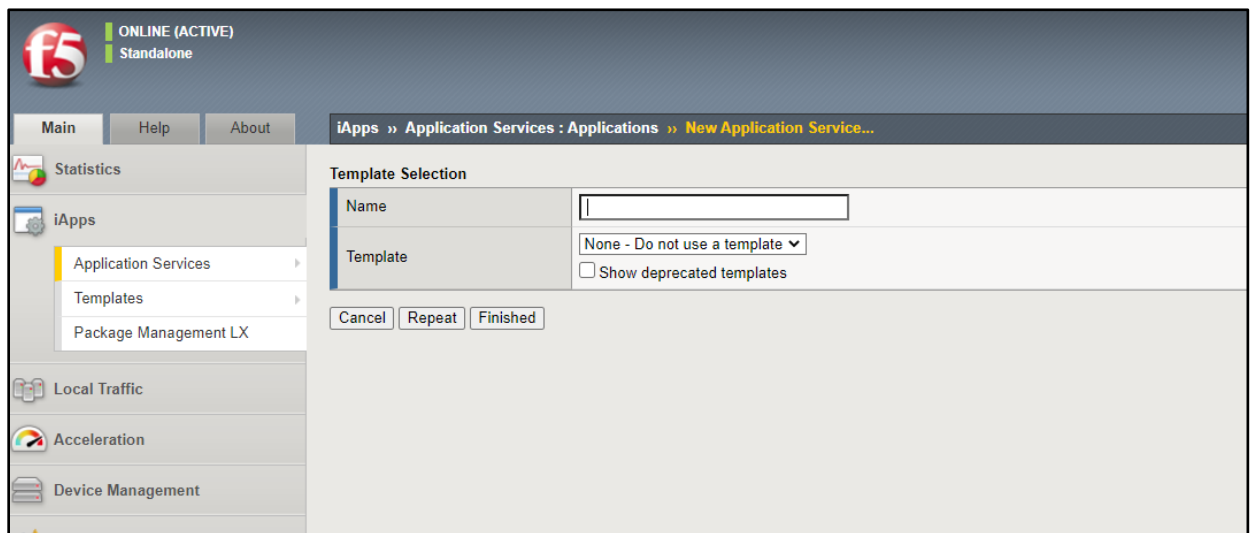 f5
ONLINE (ACTIVE)
Standalone
Main Help About
iApps ›› Application Services : Applications ›› New Application Service...
Statistics
iApps
Application Services
Templates
Package Management LX
Local Traffic
Acceleration
Device Management
Template Selection
Name
Template
None - Do not use a template
Show deprecated templates
Cancel Repeat Finished